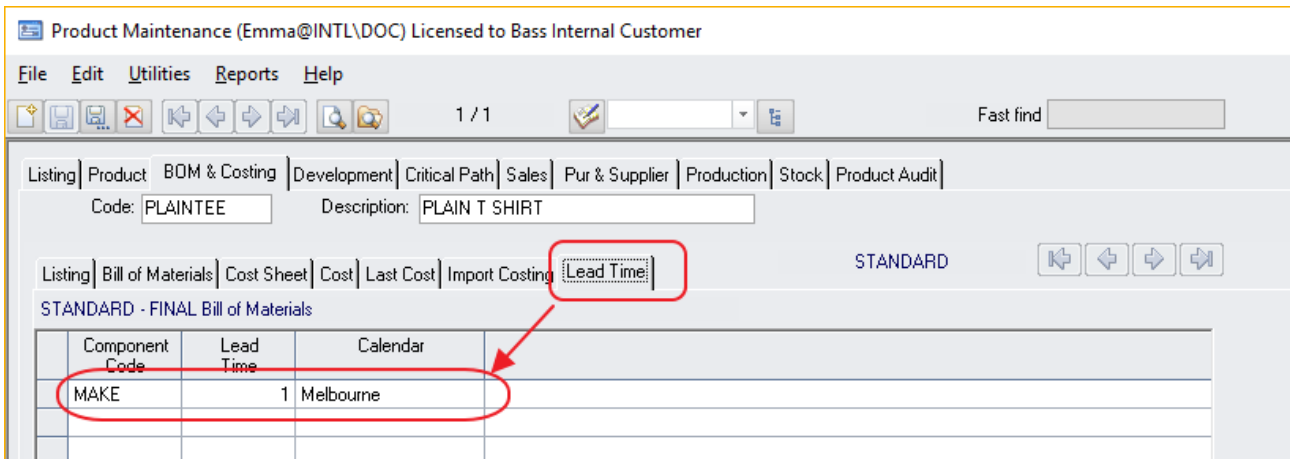 Product Maintenance (Emma@INTL\DOC) Licensed to Bass Internal Customer
File Edit Utilities Reports Help
1 / 1 Fast find
Listing Product BOM & Costing Development Critical Path Sales Pur & Supplier Production Stock Product Audit
Code: PLAINTEE Description: PLAIN T SHIRT
Listing Bill of Materials Cost Sheet Cost Last Cost Import Costing Lead Time STANDARD
STANDARD - FINAL Bill of Materials
Component Code Lead Time Calendar
MAKE 1 Melbourne